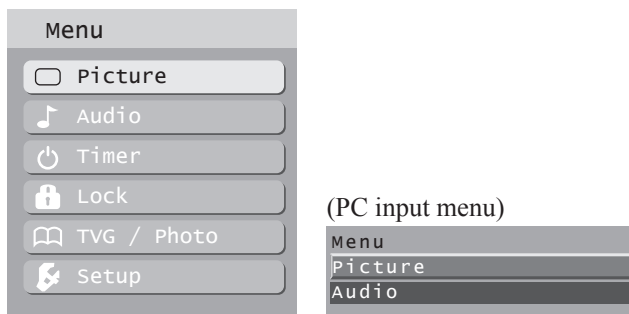 Menu
Picture
Audio
Timer
Lock
TVG / Photo
Setup
(PC input menu)
Menu
Picture
Audio